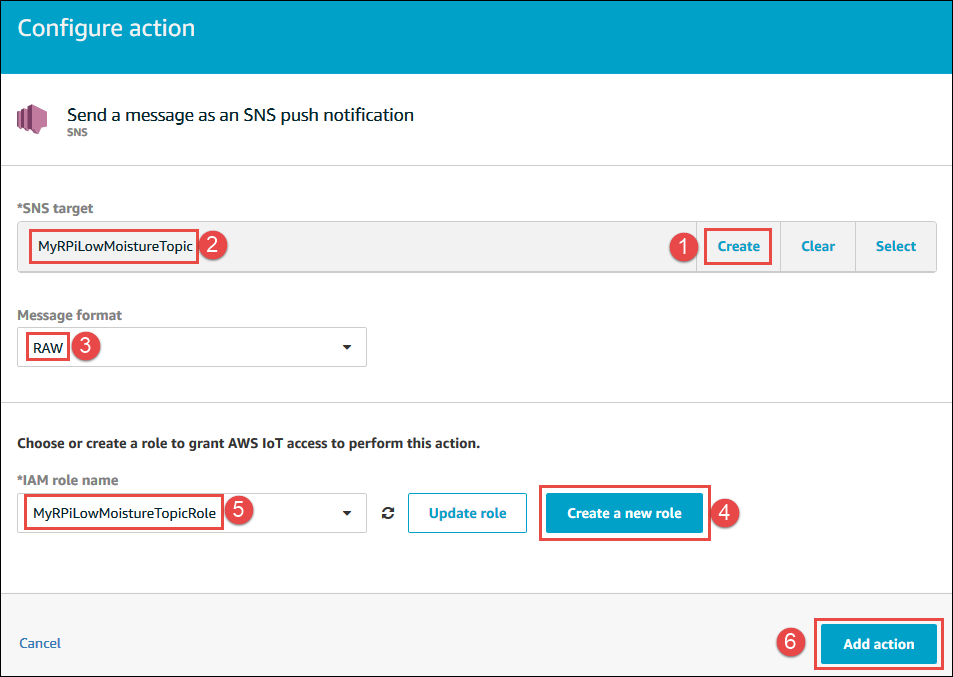 Configure action
Send a message as an SNS push notification
SNS
*SNS target
MyRPiLowMoistureTopic 2 1 Create Clear Select
Message format
RAW 3
Choose or create a role to grant AWS IoT access to perform this action.
*IAM role name
MyRPiLowMoistureTopicRole 5 Update role Create a new role 4
Cancel 6 Add action